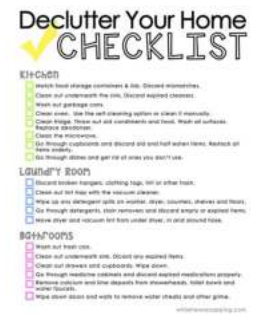 Declutter Your Home
CHECKLIST
Kitchen
Match food storage containers & lids. Discard mismatches.
Clean out underneath the sink. Discard expired cleaners.
Wash out garbage cans.
Clean oven. Use the self-cleaning option or clean it manually.
Clean fridge. Throw out old condiments and food. Wash all surfaces.
Replace deodorizer.
Clean the microwave.
Go through cupboards and discard old and half eaten items. Restack all
items orderly.
Go through dishes and get rid of ones you don't use.
Laundry Room
Discard broken hangers, clothing tags, lint or other trash.
Clean out lint trap with the vacuum cleaner.
Wipe up any detergent spills on washer, dryer, counters, shelves and floors.
Go through detergents, stain removers and discard empty or expired items.
Move dryer and vacuum lint from under dryer, in and around hose.
Bathrooms
Wash out trash can.
Clean out underneath sink. Discard any expired items.
Clean out drawers and cupboards. Wipe down.
Go through medicine cabinets and discard expired medications properly.
Remove calcium and lime deposits from showerheads, toilet bowls and
water faucets.
Wipe down doors and walls to remove water streaks and other grime.